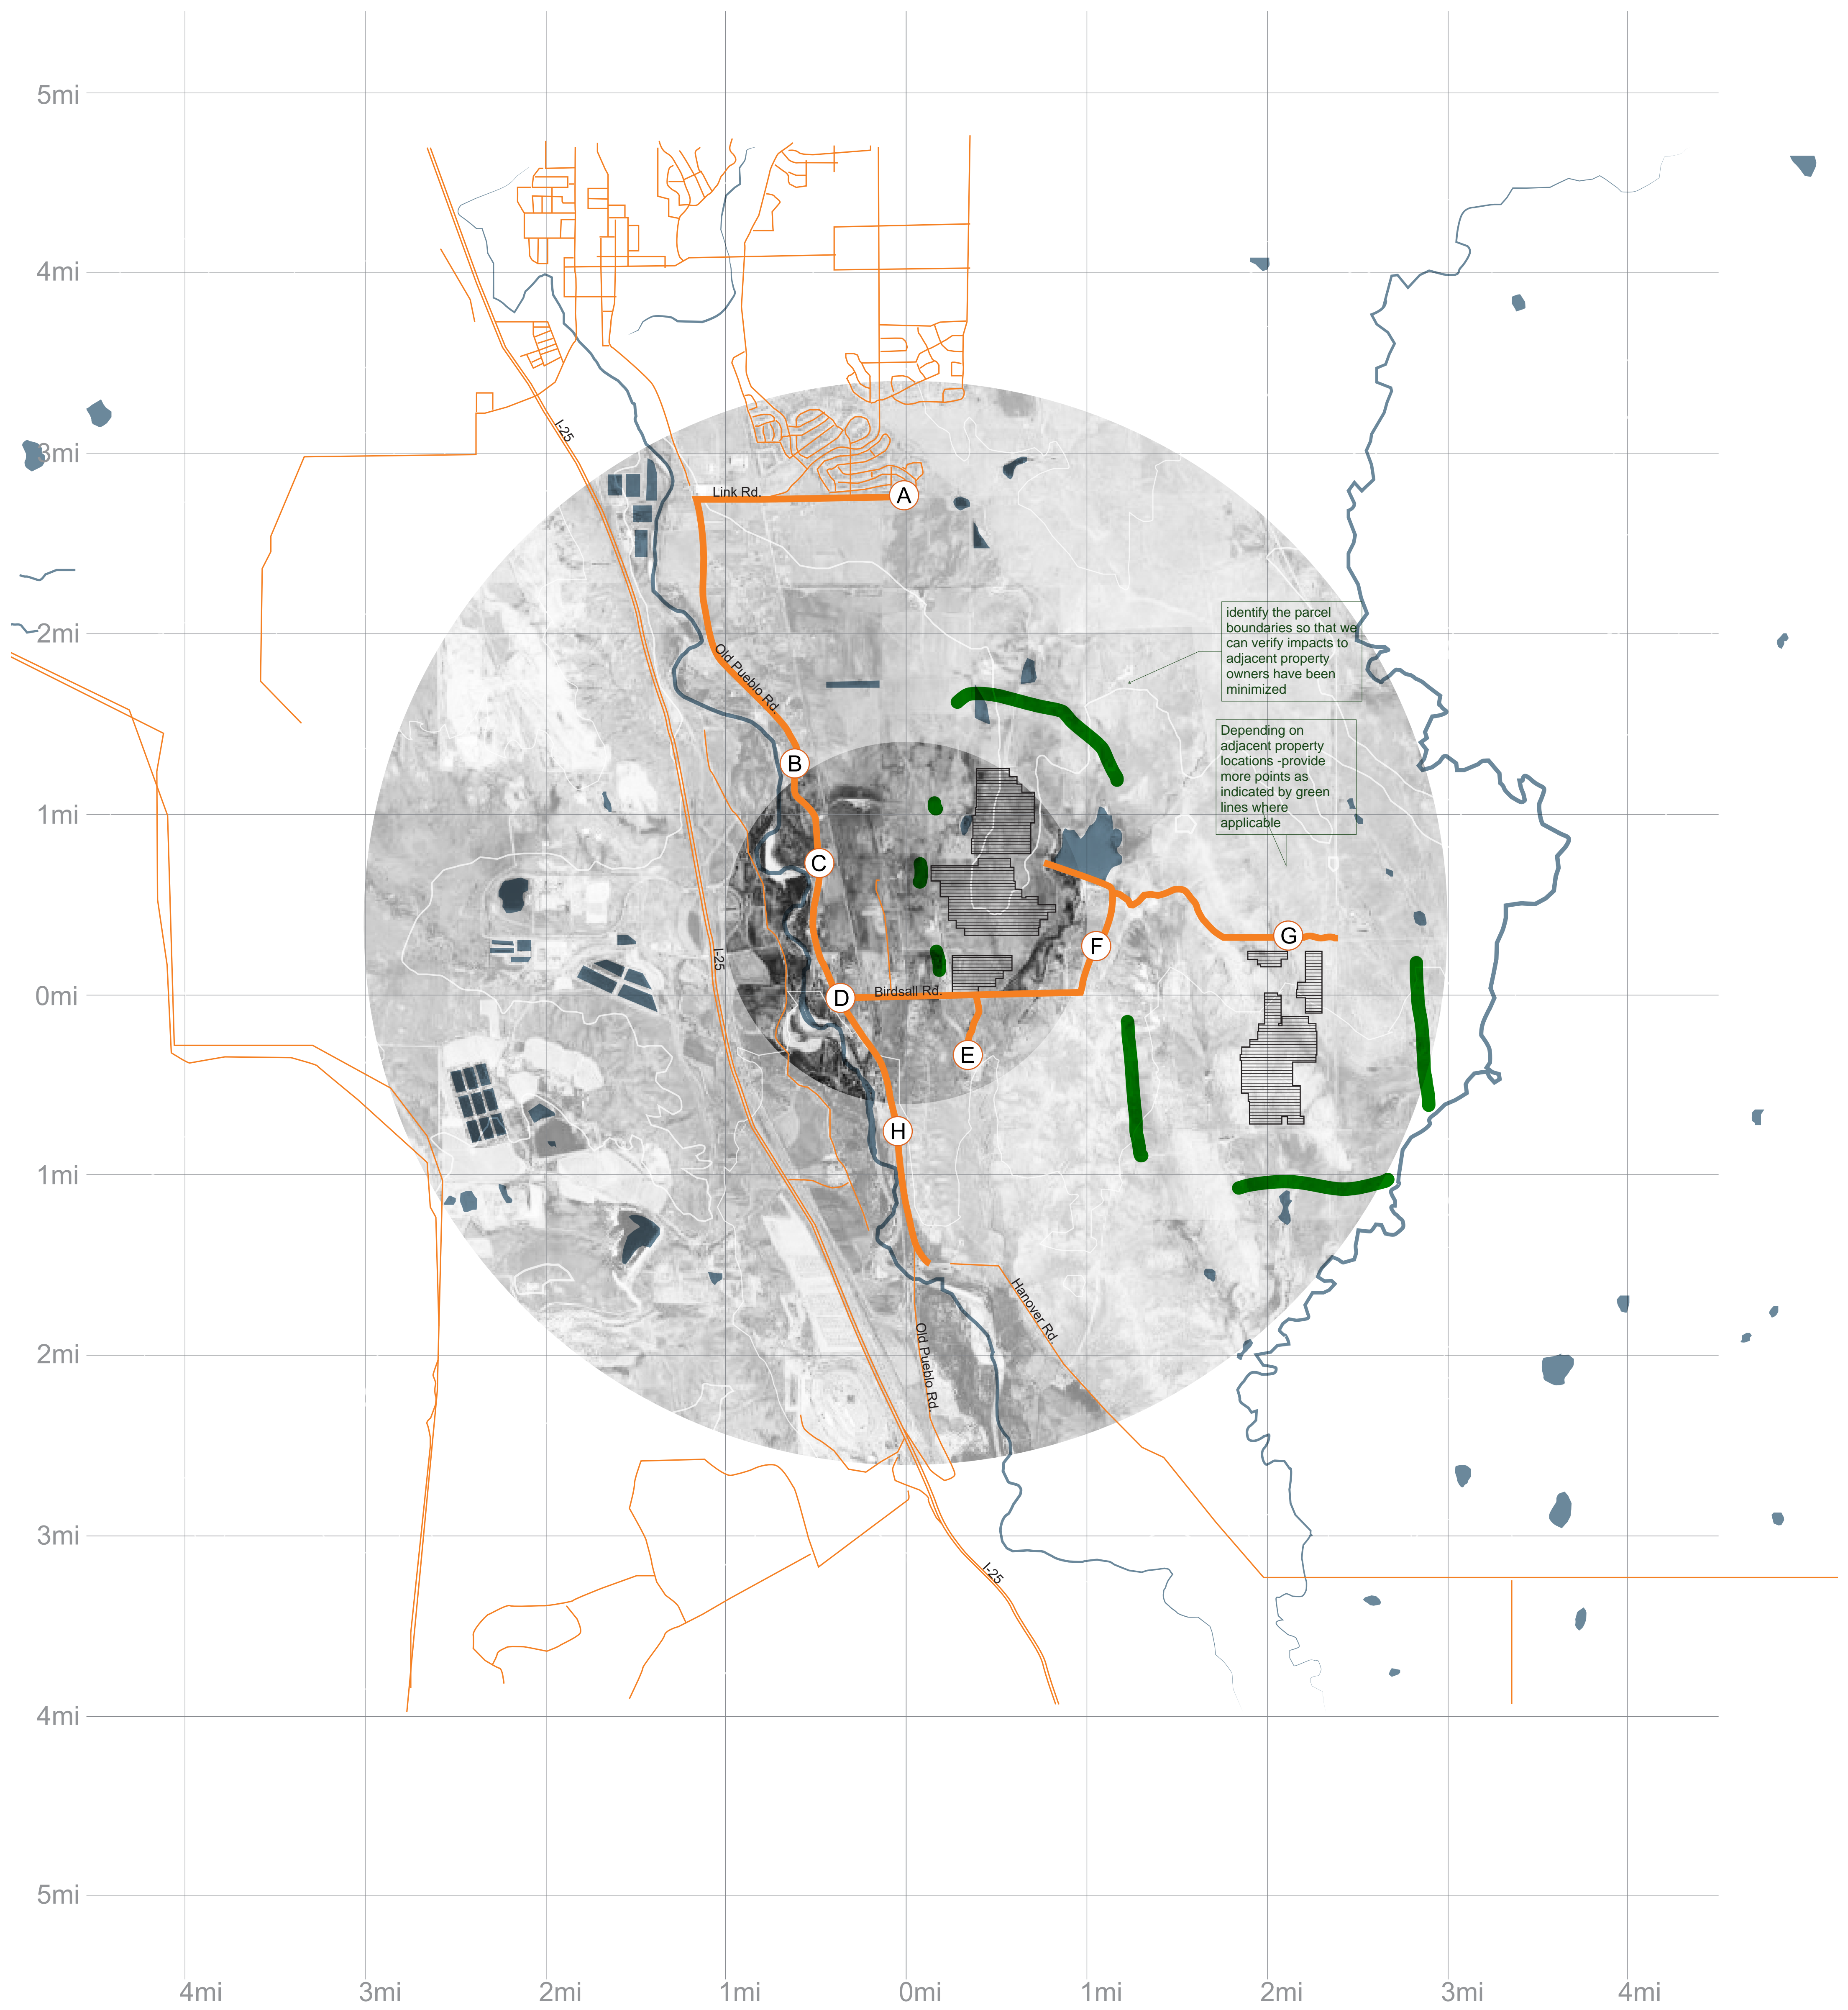 5mi
4mi
I-25
3mi
Link Rd.
A
identify the parcel
boundaries so that we
can verify impacts to
adjacent property
owners have been
minimized
2mi
Old Pueblo Rd.
Depending on
adjacent property
locations -provide
more points as
indicated by green
lines where
applicable
B
1mi
C
G
F
I-25
0mi
D
Birdsall Rd.
E
H
1mi
Hanover Rd.
2mi
Old Pueblo Rd.
3mi
I-25
4mi
5mi
4mi 3mi 2mi 1mi 0mi 1mi 2mi 3mi 4mi